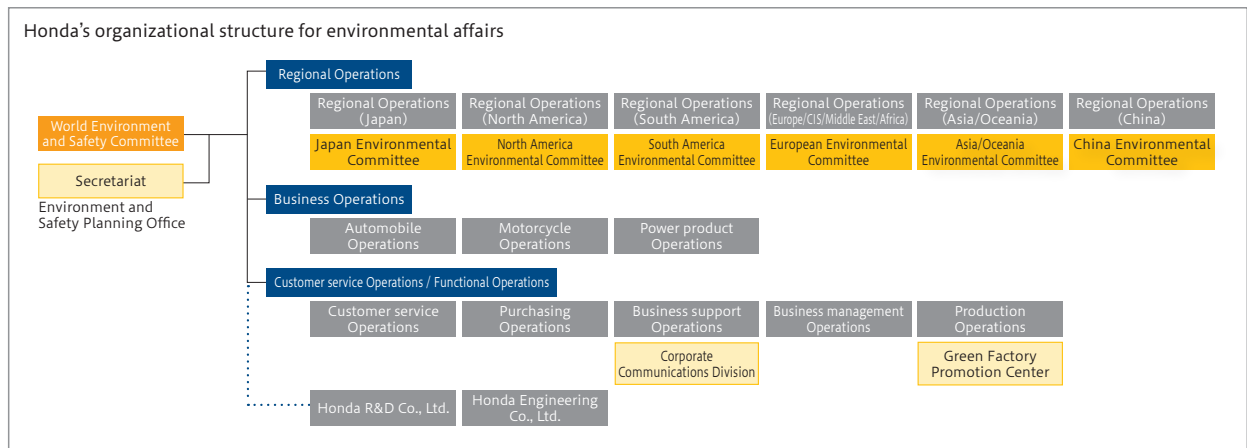 Honda’s organizational structure for environmental affairs
World Environment
and Safety Committee
Secretariat
Environment and
Safety Planning Office
Regional Operations
Regional Operations
(Japan)
Regional Operations
(North America)
Regional Operations
(South America)
Regional Operations
(Europe/CIS/Middle East/Africa)
Regional Operations
(Asia/Oceania)
Regional Operations
(China)
Japan Environmental
Committee
North America
Environmental Committee
South America
Environmental Committee
European Environmental
Committee
Asia/Oceania
Environmental Committee
China Environmental
Committee
Business Operations
Automobile
Operations
Motorcycle
Operations
Power product
Operations
Customer service Operations / Functional Operations
Customer service
Operations
Purchasing
Operations
Business support
Operations
Business management
Operations
Production
Operations
Corporate
Communications Division
Green Factory
Promotion Center
Honda R&D Co., Ltd.
Honda Engineering
Co., Ltd.